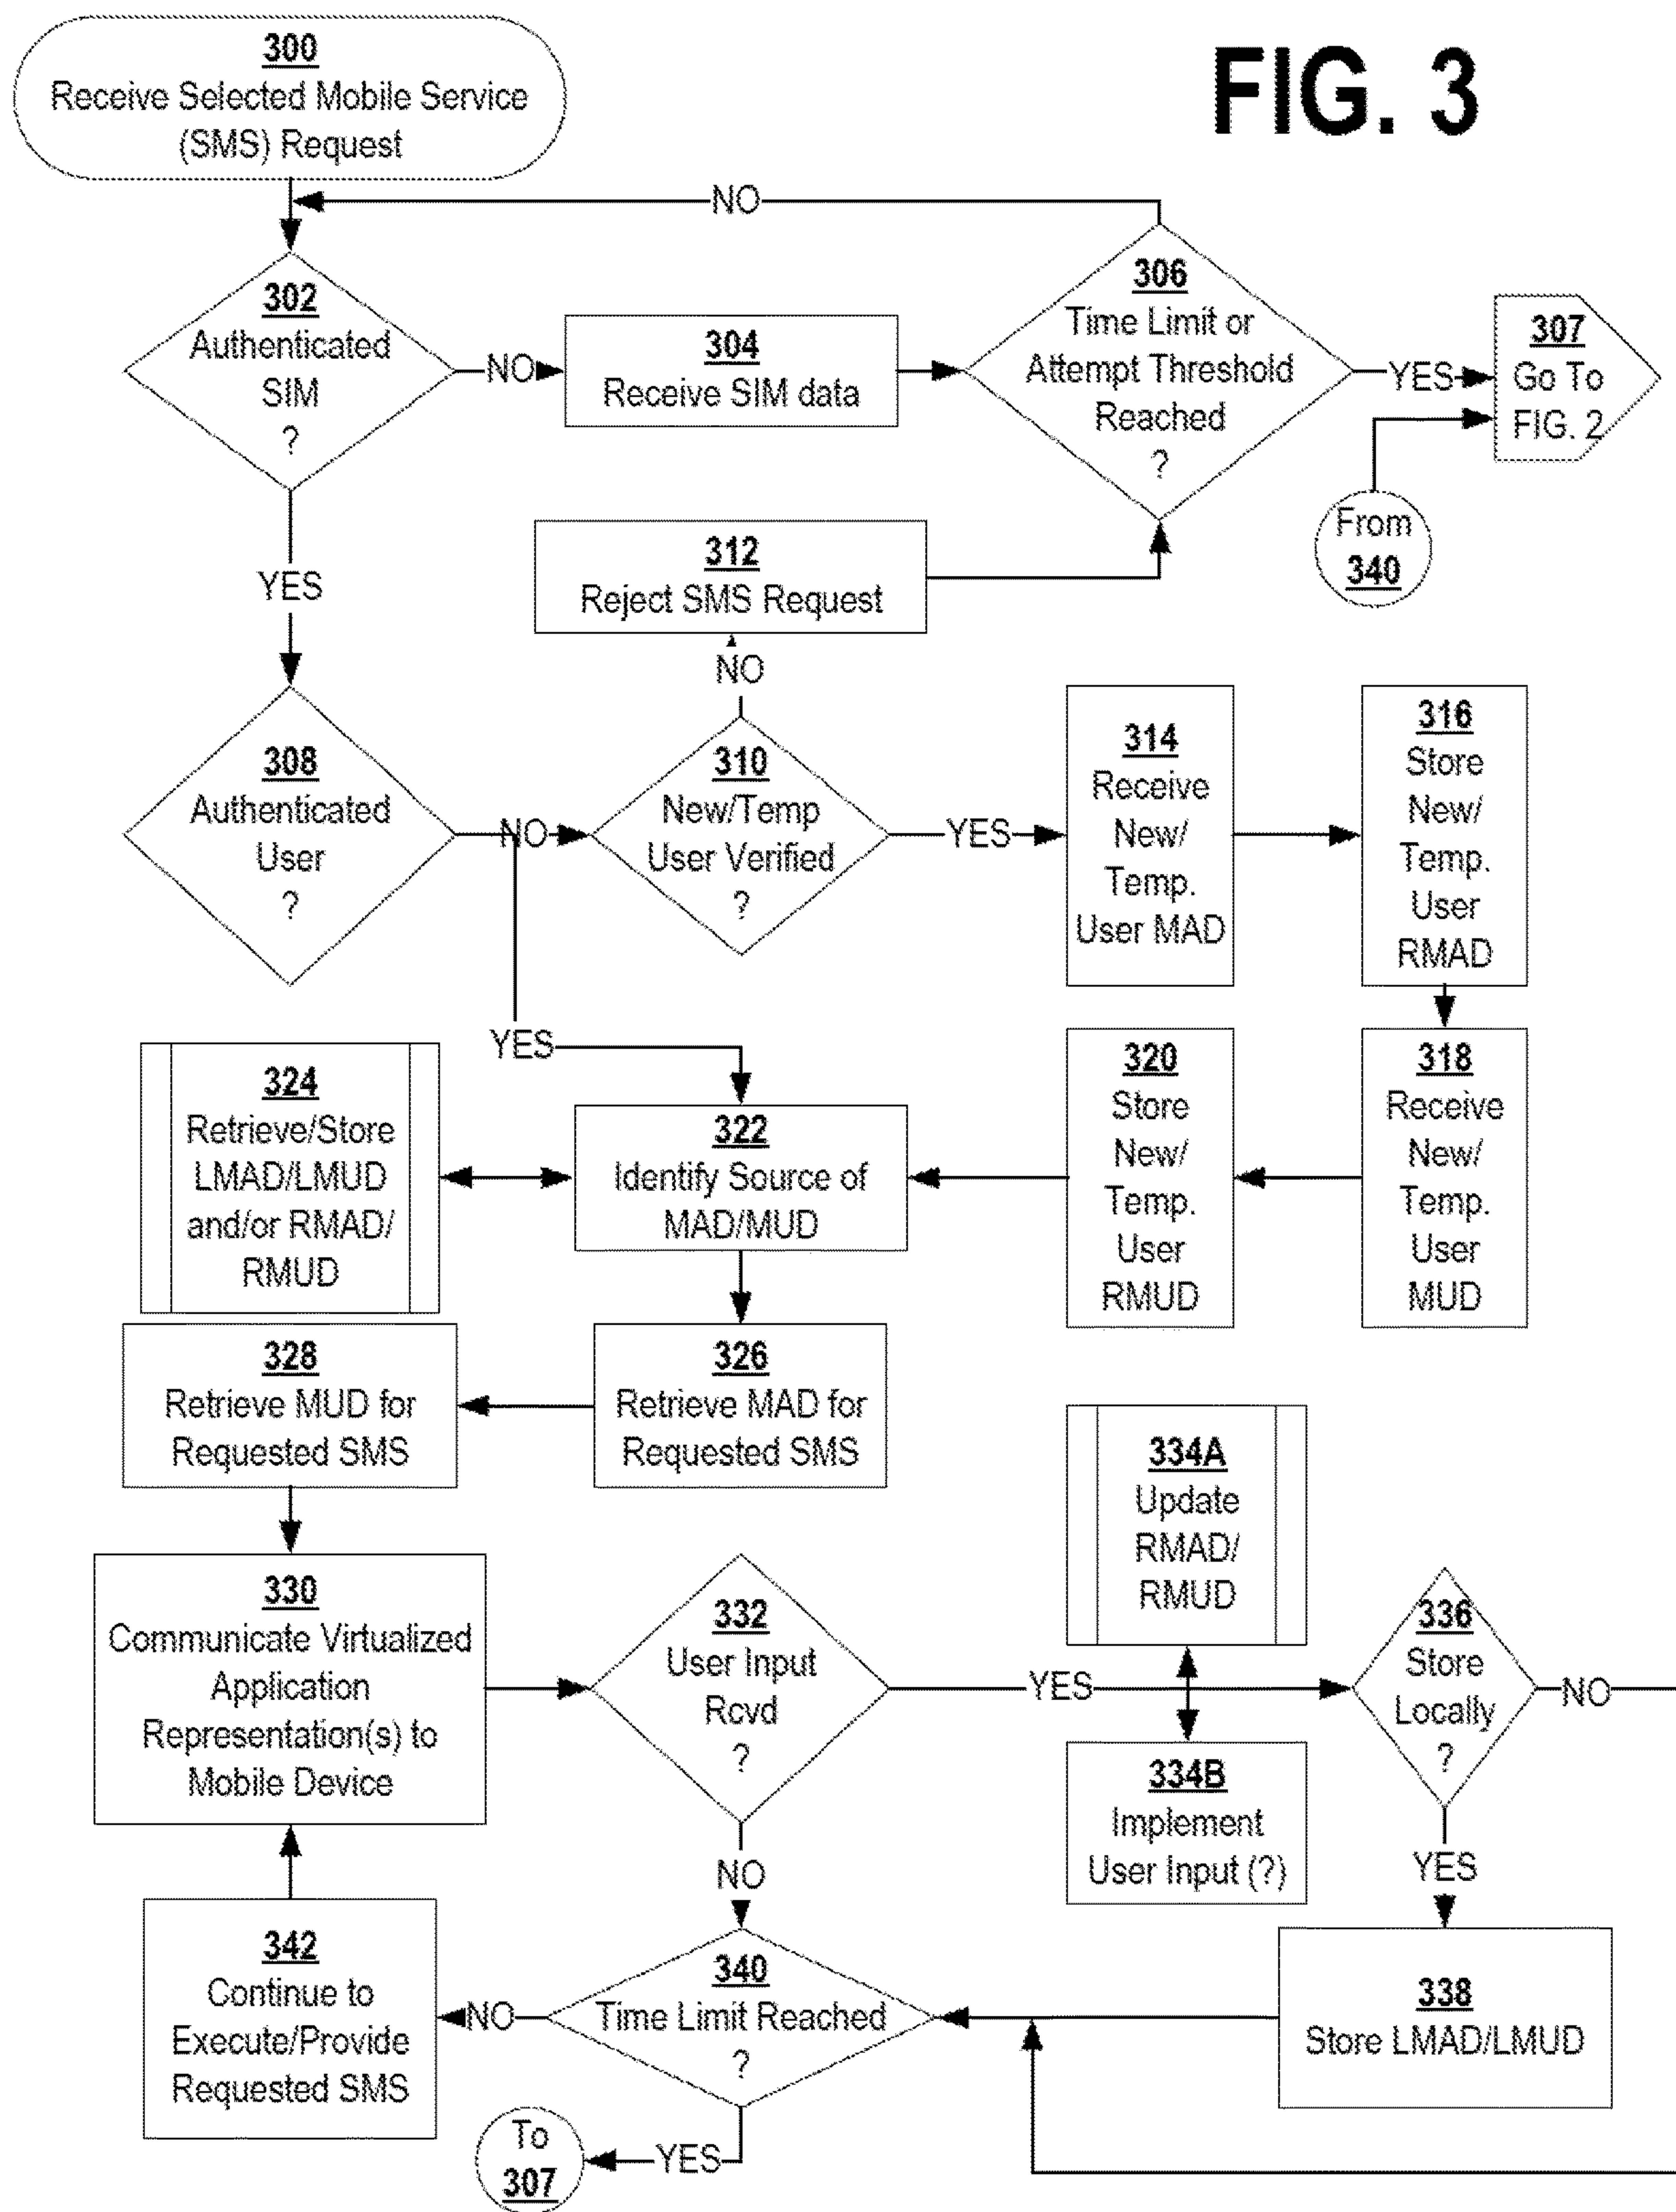 FIG. 3
300
Receive Selected Mobile Service
(SMS) Request
NO
302
Authenticated
SIM
?
NO
304
Receive SIM data
306
Time Limit or
Attempt Threshold
Reached
?
YES
307
Go To
FIG. 2
From
340
YES
312
Reject SMS Request
NO
308
Authenticated
User
?
NO
310
New/Temp
User Verified
?
YES
314
Receive
New/
Temp.
User MAD
316
Store
New/
Temp.
User
RMAD
YES
324
Retrieve/Store
LMAD/LMUD
and/or RMAD/
RMUD
322
Identify Source of
MAD/MUD
320
Store
New/
Temp.
User
RMUD
318
Receive
New/
Temp.
User
MUD
328
Retrieve MUD for
Requested SMS
326
Retrieve MAD for
Requested SMS
334A
Update
RMAD/
RMUD
330
Communicate Virtualized
Application
Representation(s) to
Mobile Device
332
User Input
Rcvd
?
YES
336
Store
Locally
?
NO
334B
Implement
User Input (?)
NO
YES
342
Continue to
Execute/Provide
Requested SMS
NO
340
Time Limit Reached
?
338
Store LMAD/LMUD
To
307
YES